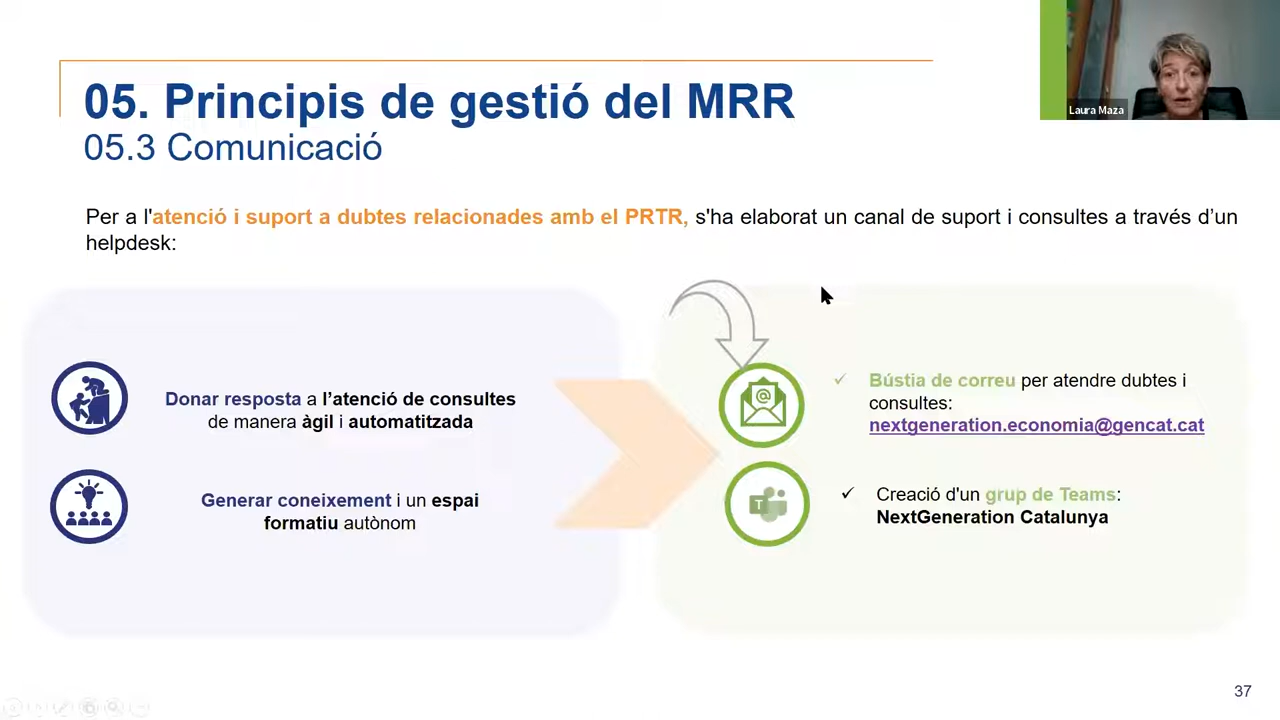 05. Principis de gestió del MRR
05.3 Comunicació
Laura Maza
Per a l'atenció i suport a dubtes relacionades amb el PRTR, s'ha elaborat un canal de suport i consultes a través d’un
helpdesk:
Donar resposta a l’atenció de consultes
de manera àgil i automatitzada
Generar coneixement i un espai
formatiu autònom
@
✓ Bústia de correu per atendre dubtes i
consultes:
nextgeneration.economia@gencat.cat
T
✓ Creació d'un grup de Teams:
NextGeneration Catalunya
37